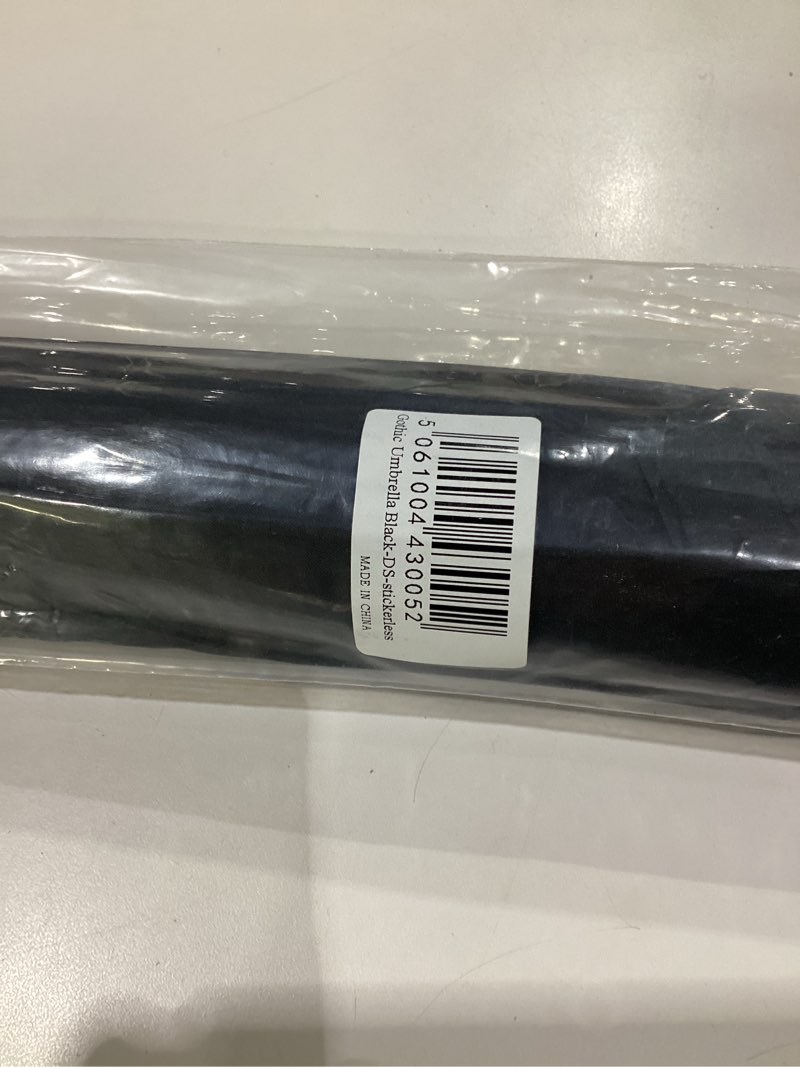 5 061004 430052
Gothic Umbrella Black-DS-stickerless
MADE IN CHINA